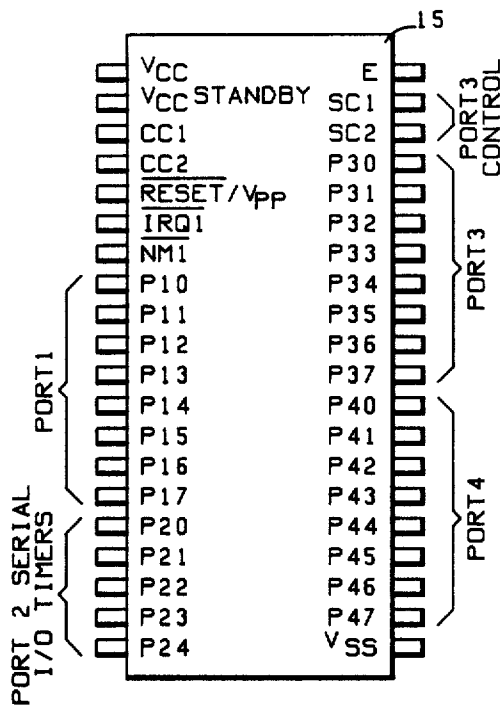 15
VCC
VCC STANDBY
CC1
CC2
RESET/VPP
IRQ1
NM1
P10
P11
P12
P13
P14
P15
P16
P17
P20
P21
P22
P23
P24
E
SC1
SC2
P30
P31
P32
P33
P34
P35
P36
P37
P40
P41
P42
P43
P44
P45
P46
P47
VSS
PORT1
PORT 2 SERIAL
I/O TIMERS
PORT3
CONTROL
PORT3
PORT4